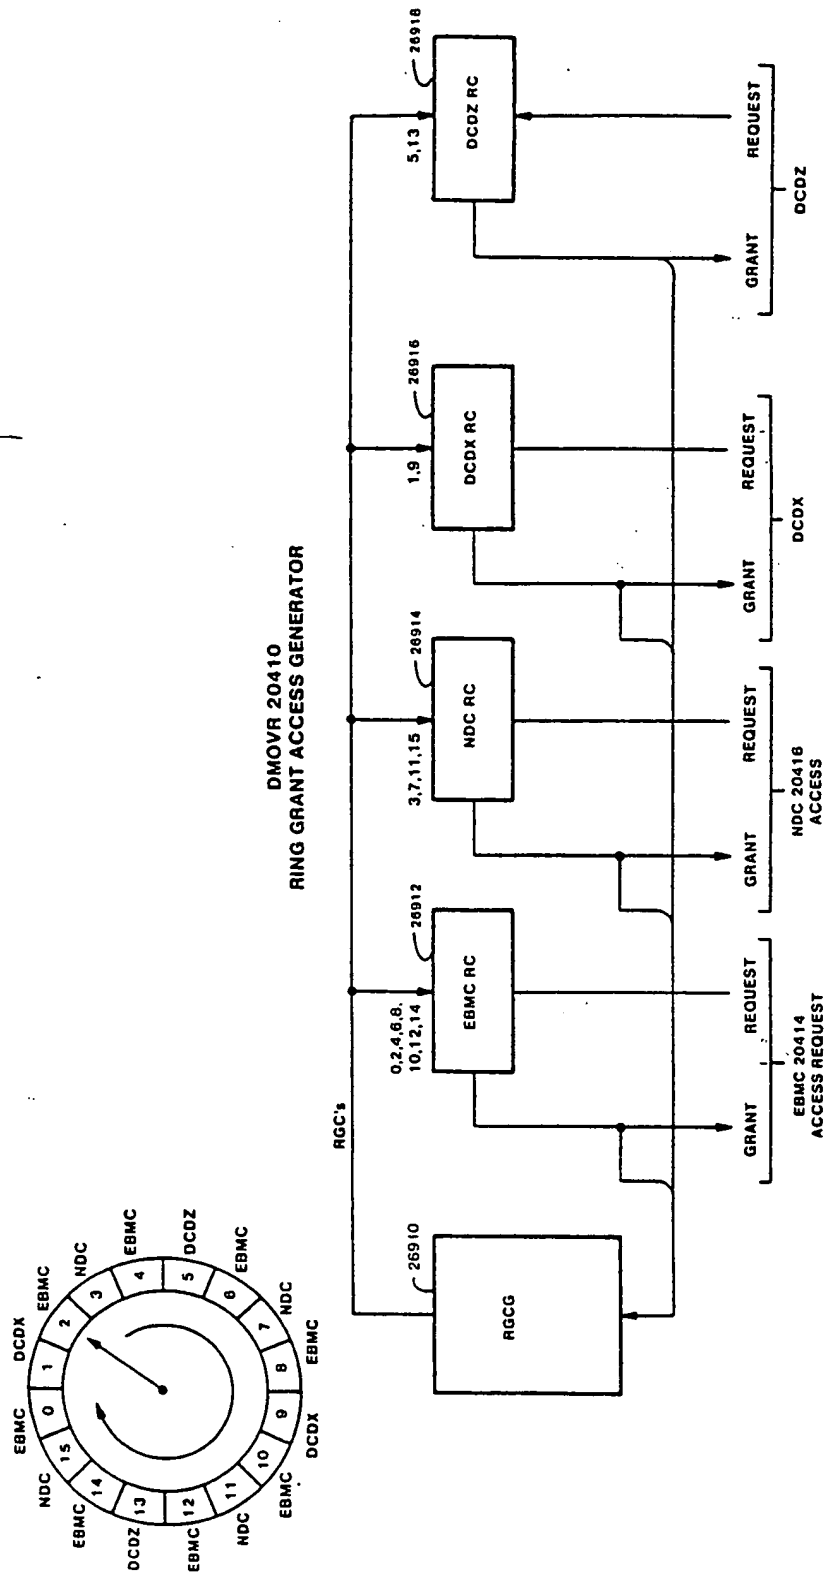 DMOVR 20410
RING GRANT ACCESS GENERATOR
EBMC
DCDX
EBMC
NDC
EBMC
DCDZ
EBMC
NDC
EBMC
DCDX
EBMC
NDC
EBMC
DCDZ
EBMC
NDC
0
1
2
3
4
5
6
7
8
9
10
11
12
13
14
15
RGC's
26910
RGCG
0,2,4,6,8,
10,12,14
26912
EBMC RC
3,7,11,15
26914
NDC RC
1,9
26916
DCDX RC
5,13
26918
DCDZ RC
GRANT
REQUEST
EBMC 20414
ACCESS REQUEST
GRANT
REQUEST
NDC 20416
ACCESS
GRANT
REQUEST
DCDX
GRANT
REQUEST
DCDZ